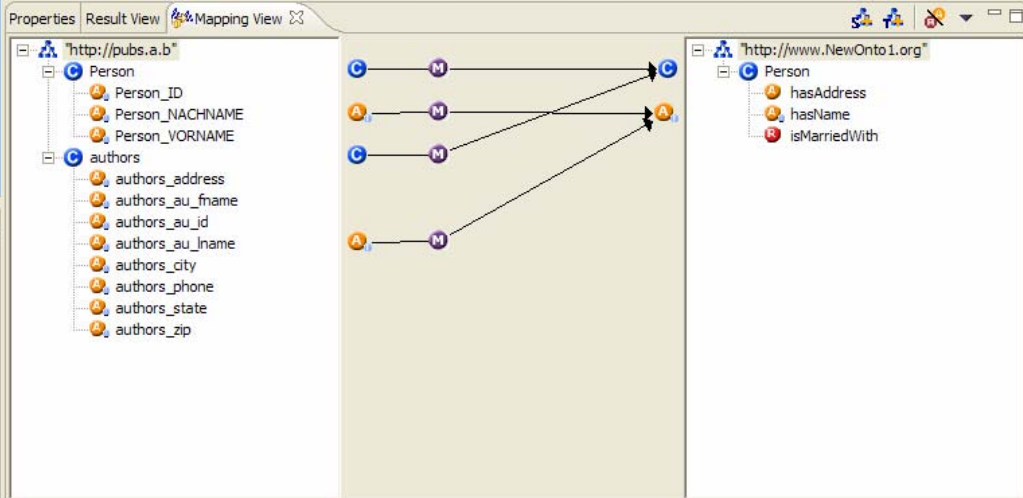 Properties Result View Mapping View
"http://pubs.a.b"
Person
Person_ID
Person_NACHNAME
Person_VORNAME
authors
authors_address
authors_au_fname
authors_au_id
authors_au_lname
authors_city
authors_phone
authors_state
authors_zip
C M C
A M A
C M
A M
"http://www.NewOnto1.org"
Person
hasAddress
hasName
isMarriedWith